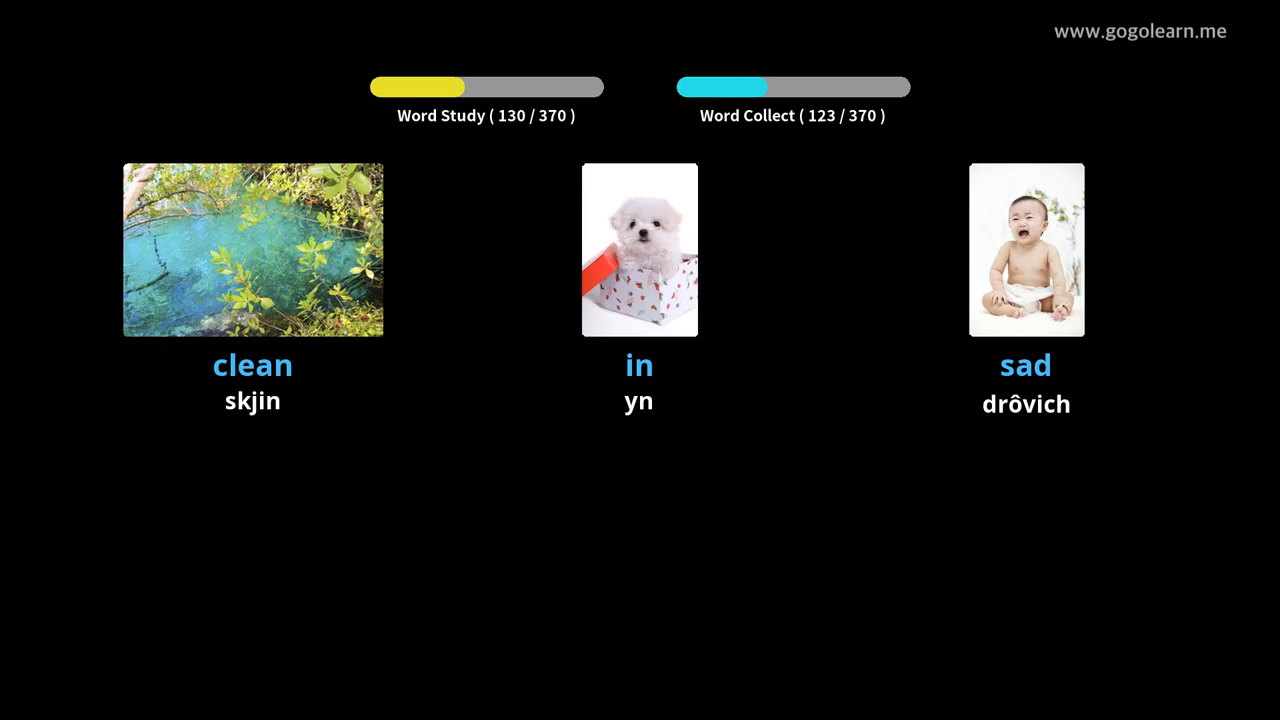 www.gogolearn.me
Word Study ( 130 / 370 )
Word Collect ( 123 / 370 )
clean
skjin
in
yn
sad
drôvich